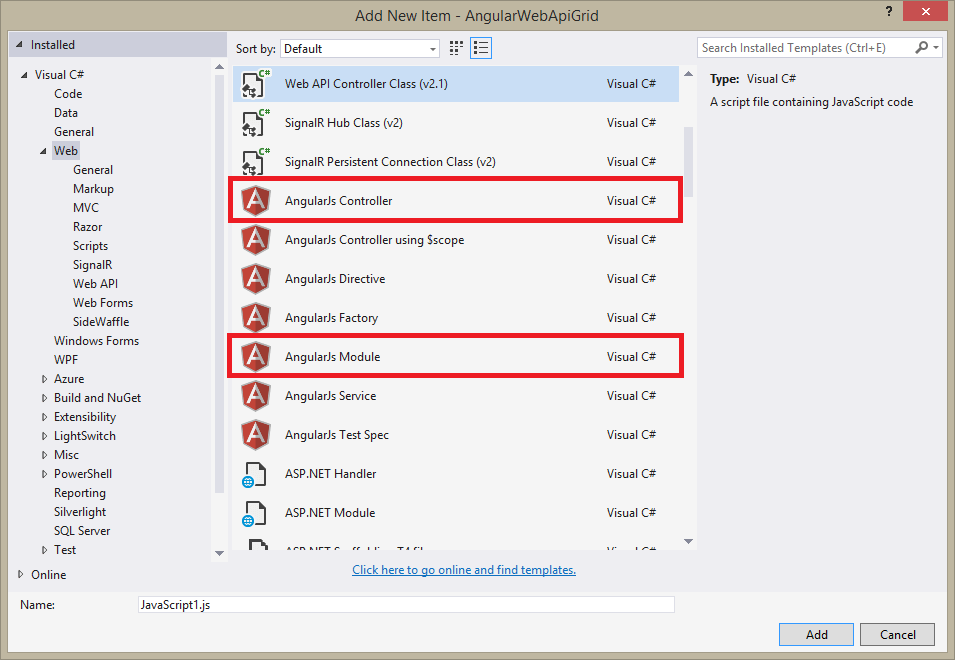 Add New Item - AngularWebApiGrid
?
Installed
Visual C#
Code
Data
General
Web
General
Markup
MVC
Razor
Scripts
SignalR
Web API
Web Forms
SideWaffle
Windows Forms
WPF
Azure
Build and NuGet
Extensibility
LightSwitch
Misc
PowerShell
Reporting
Silverlight
SQL Server
Test
Online
Sort by: Default
Web API Controller Class (v2.1) Visual C#
SignalR Hub Class (v2) Visual C#
SignalR Persistent Connection Class (v2) Visual C#
AngularJs Controller Visual C#
AngularJs Controller using $scope Visual C#
AngularJs Directive Visual C#
AngularJs Factory Visual C#
AngularJs Module Visual C#
AngularJs Service Visual C#
AngularJs Test Spec Visual C#
ASP.NET Handler Visual C#
ASP.NET Module Visual C#
Click here to go online and find templates.
Search Installed Templates (Ctrl+E)
Type: Visual C#
A script file containing JavaScript code
Name: JavaScript1.js
Add Cancel